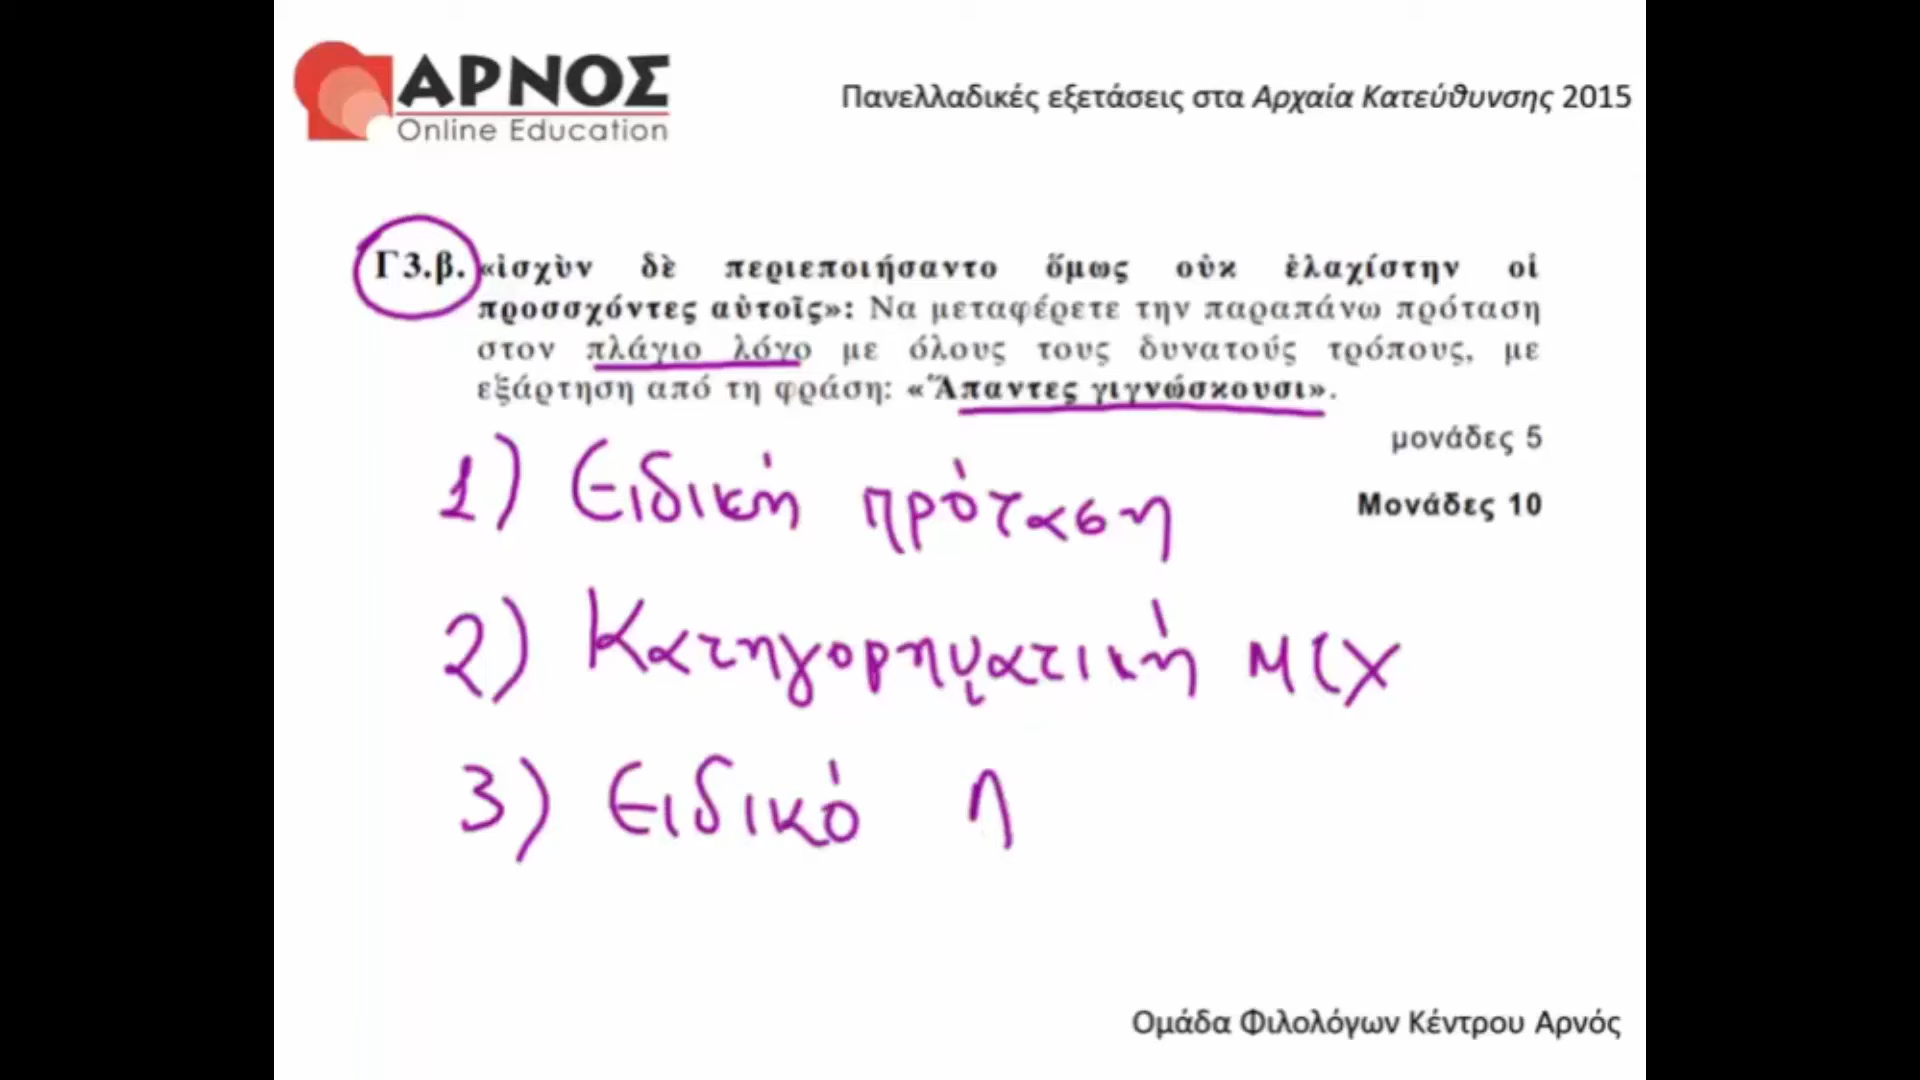 ΑΡΝΟΣ
Online Education
Πανελλαδικές εξετάσεις στα Αρχαία Κατεύθυνσης 2015
Γ3.β. «ἰσχὺν δὲ περιεποιήσαντο ὅμως οὐκ ἐλαχίστην οἱ
προσσχόντες αὐτοῖς»: Να μεταφέρετε την παραπάνω πρόταση
στον πλάγιο λόγο με όλους τους δυνατούς τρόπους, με
εξάρτηση από τη φράση: «Ἅπαντες γιγνώσκουσι».
μονάδες 5
1) Ειδική πρόταση
Μονάδες 10
2) Κατηγορηματική
3) Ειδικό
Ομάδα Φιλολόγων Κέντρου Αρνός